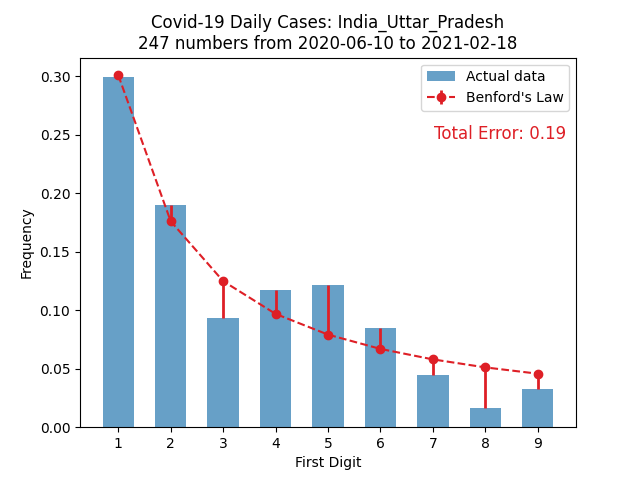 Covid-19 Daily Cases: India_Uttar_Pradesh
247 numbers from 2020-06-10 to 2021-02-18
Actual data
Benford's Law
Total Error: 0.19
Frequency
0.30
0.25
0.20
0.15
0.10
0.05
0.00
1 2 3 4 5 6 7 8 9
First Digit